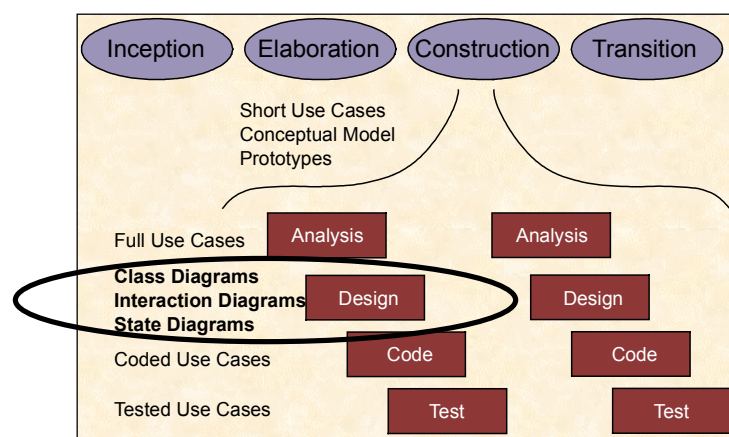 Inception Elaboration Construction Transition
Short Use Cases
Conceptual Model
Prototypes
Full Use Cases Analysis Analysis
Class Diagrams
Interaction Diagrams Design Design
State Diagrams
Coded Use Cases Code Code
Tested Use Cases Test Test